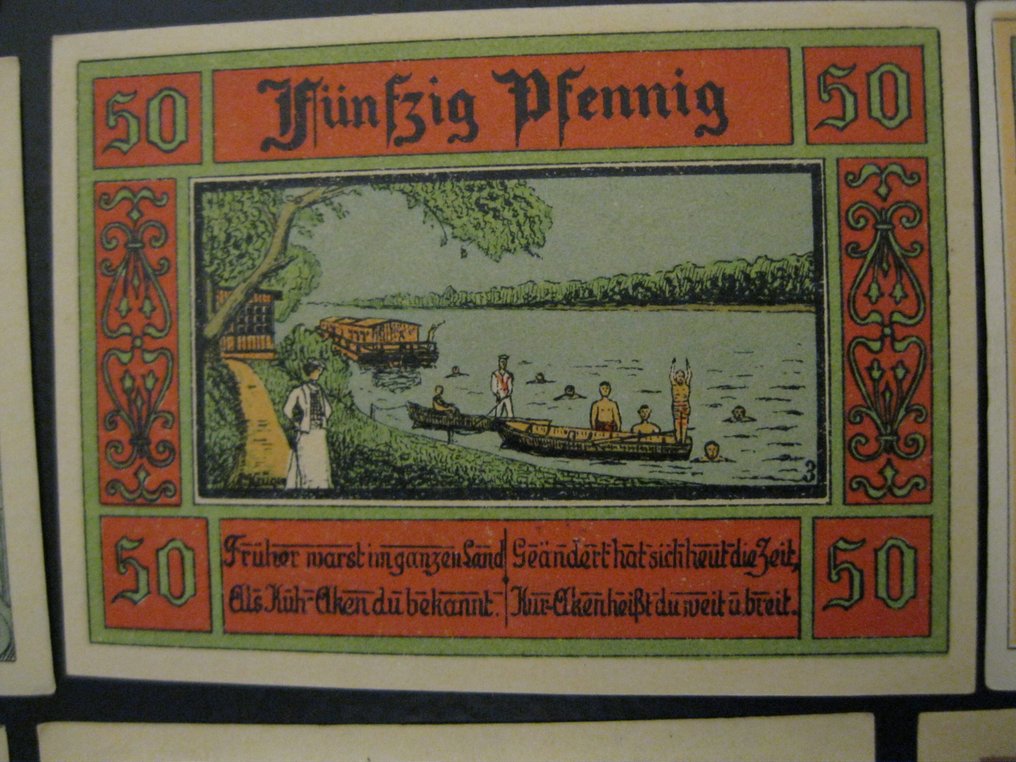 50 Fünfzig Pfennig 50
Krüger
3
50 50
Früher warst im ganzen Land
Als Kuh-Aken du bekannt.
Geändert hat sich heut die Zeit,
Kur-Aken heißt du weit u breit.